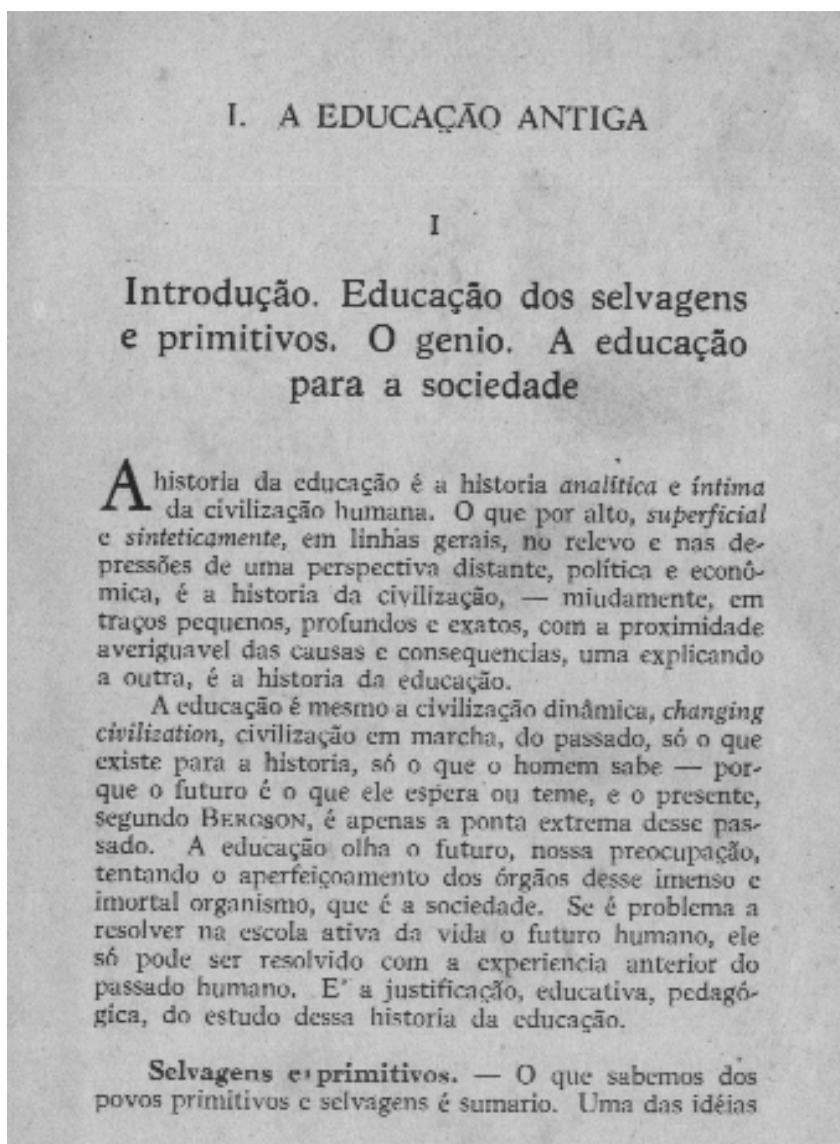 I. A EDUCAÇÃO ANTIGA
I
Introdução. Educação dos selvagens
e primitivos. O genio. A educação
para a sociedade
A historia da educação é a historia analítica e íntima
da civilização humana. O que por alto, superficial
e sinteticamente, em linhas gerais, no relevo e nas de-
pressões de uma perspectiva distante, política e econô-
mica, é a historia da civilização, — miudamente, em
traços pequenos, profundos e exatos, com a proximidade
averiguavel das causas e consequencias, uma explicando
a outra, é a historia da educação.
A educação é mesmo a civilização dinâmica, changing
civilization, civilização em marcha, do passado, só o que
existe para a historia, só o que o homem sabe — por-
que o futuro é o que ele espera ou teme, e o presente,
segundo BERGSON, é apenas a ponta extrema desse pas-
sado. A educação olha o futuro, nossa preocupação,
tentando o aperfeiçoamento dos órgãos desse imenso e
imortal organismo, que é a sociedade. Se é problema a
resolver na escola ativa da vida o futuro humano, ele
só pode ser resolvido com a experiencia anterior do
passado humano. E' a justificação, educativa, pedagó-
gica, do estudo dessa historia da educação.
Selvagens e primitivos. — O que sabemos dos
povos primitivos e selvagens é sumario. Uma das idéias